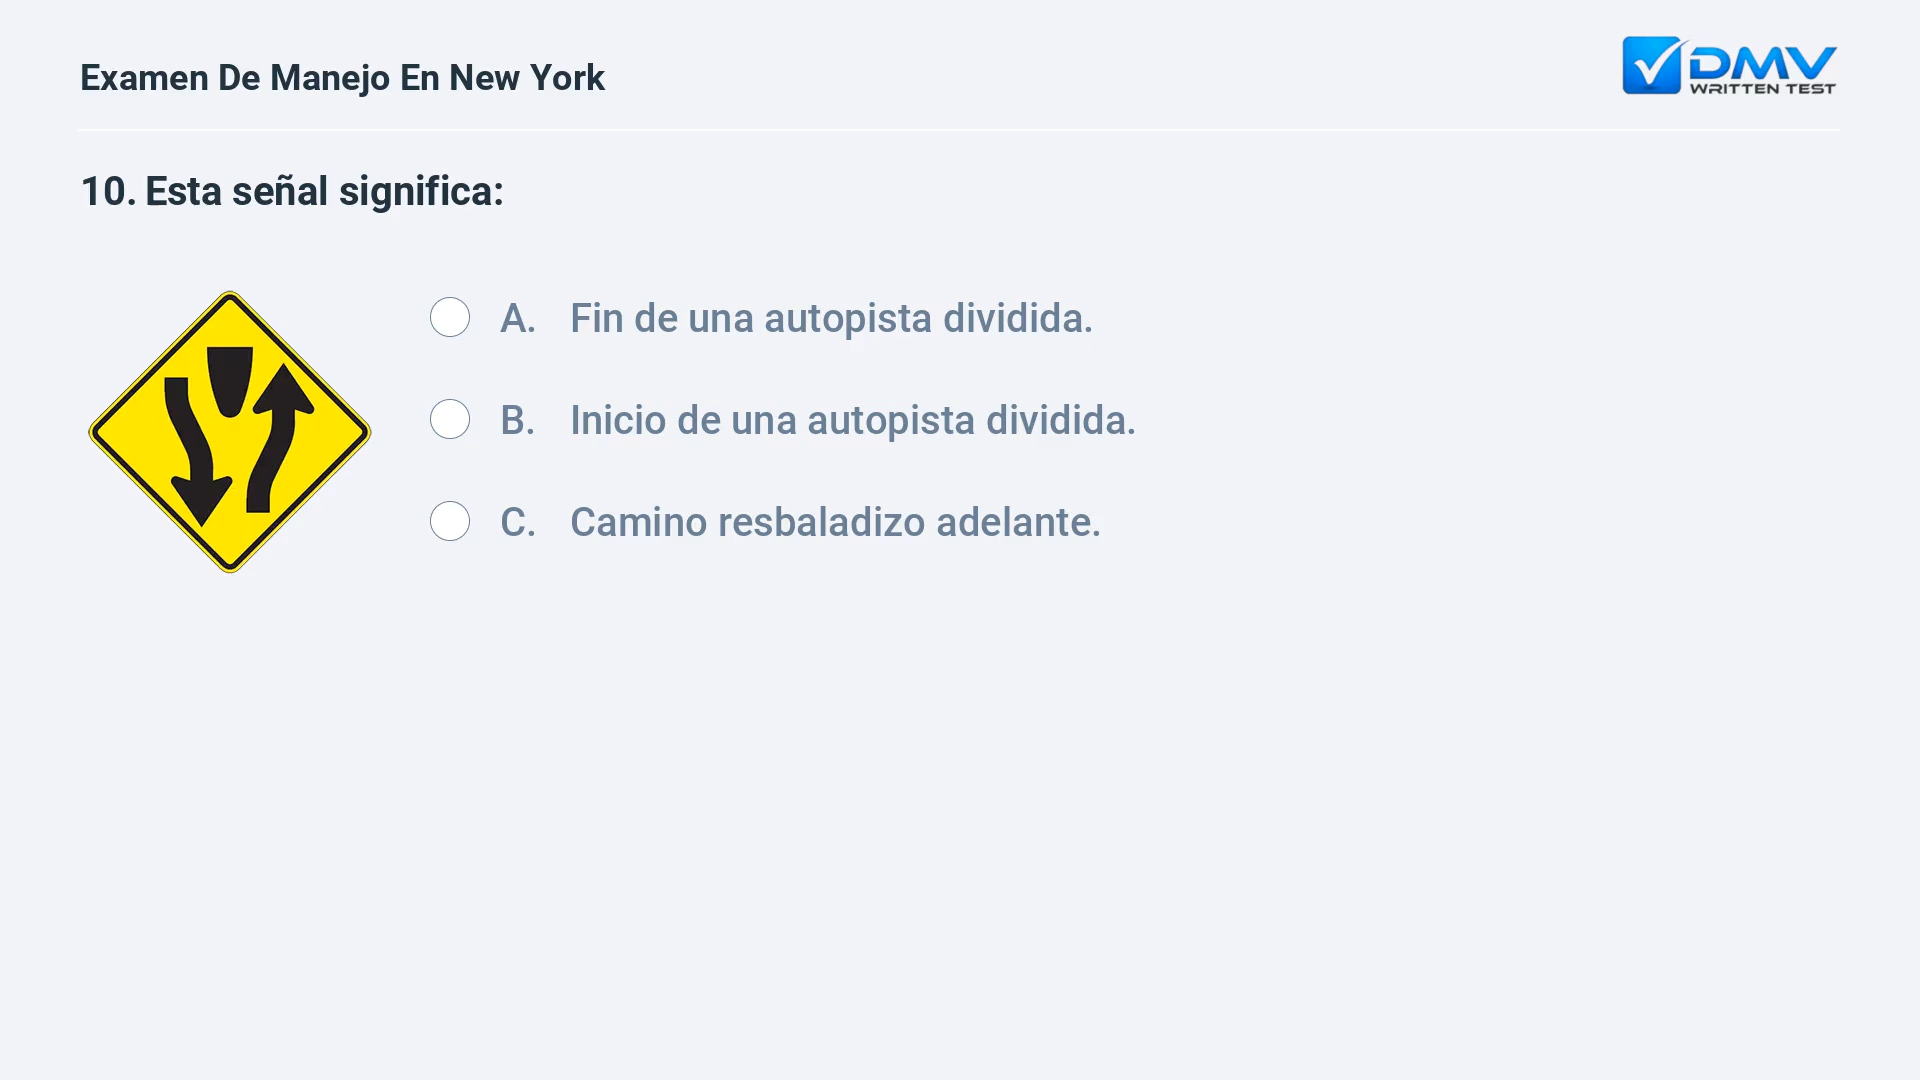 Examen De Manejo En New York
DMV
WRITTEN TEST
10. Esta señal significa:
A. Fin de una autopista dividida.
B. Inicio de una autopista dividida.
C. Camino resbaladizo adelante.